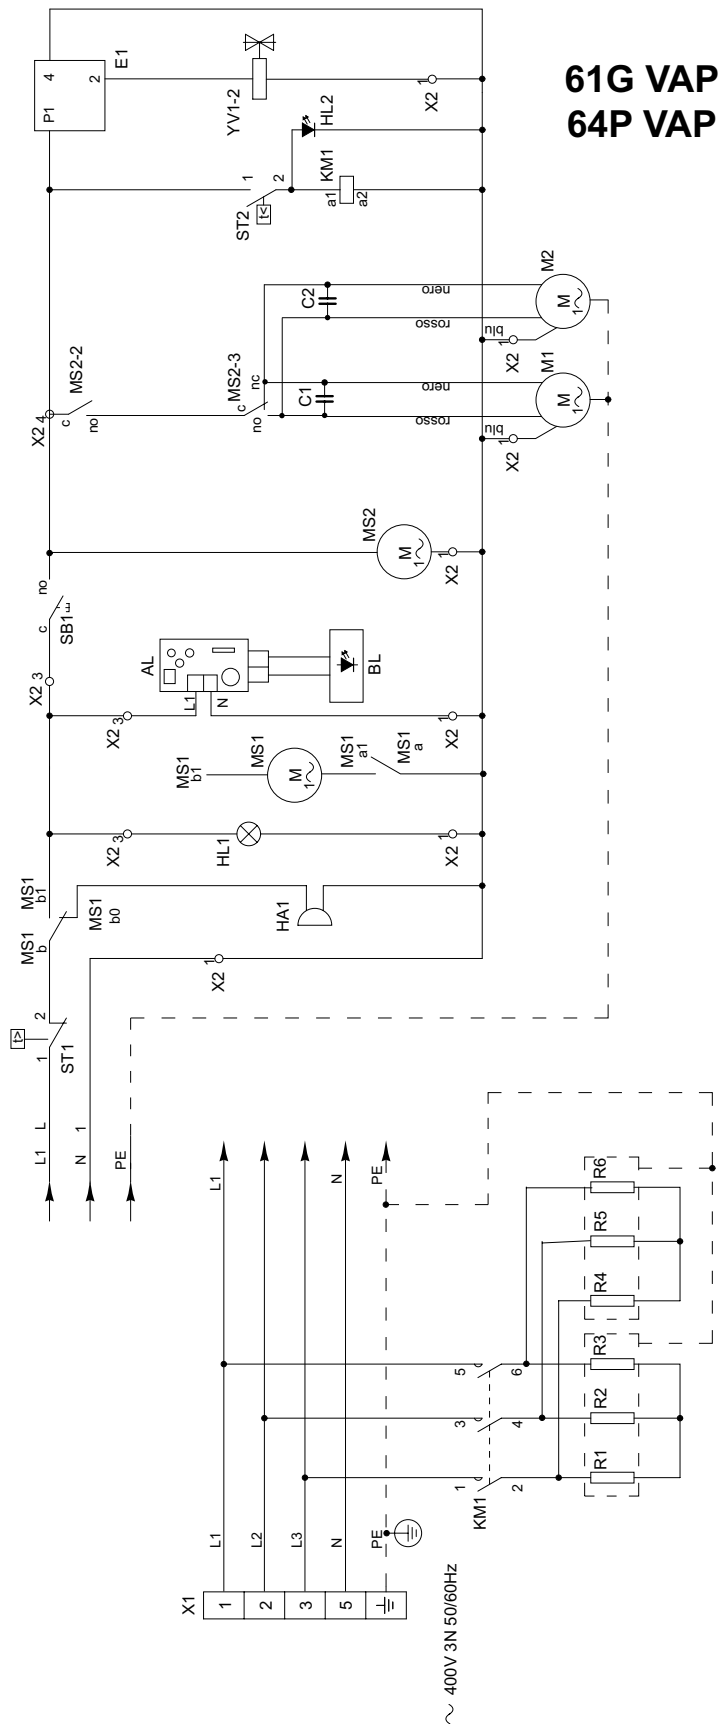 61G VAP
64P VAP
P1
4
2
E1
YV1-2
1
X2
HL2
1
2
ST2
t<
KM1
a1
a2
MS2-2
X2
4
c
no
MS2-3
c
nc
no
C2
nero
rosso
blu
1
X2
M2
M
1
C1
nero
rosso
blu
1
X2
M1
M
1
MS2
M
1
1
X2
no
c
SB1
X2
3
AL
L1
N
BL
X2
3
1
X2
MS1
b1
MS1
M
1
MS1
a1
MS1
a
X2
3
HL1
1
X2
MS1
b1
MS1
b
MS1
b0
HA1
1
X2
t>
2
1
ST1
L1 L
N 1
PE
L1
N
PE
R6
R5
R4
R3
R2
R1
5
6
3
4
1
2
KM1
L1
L2
L3
N
PE
X1
1
2
3
5
~ 400V 3N 50/60Hz